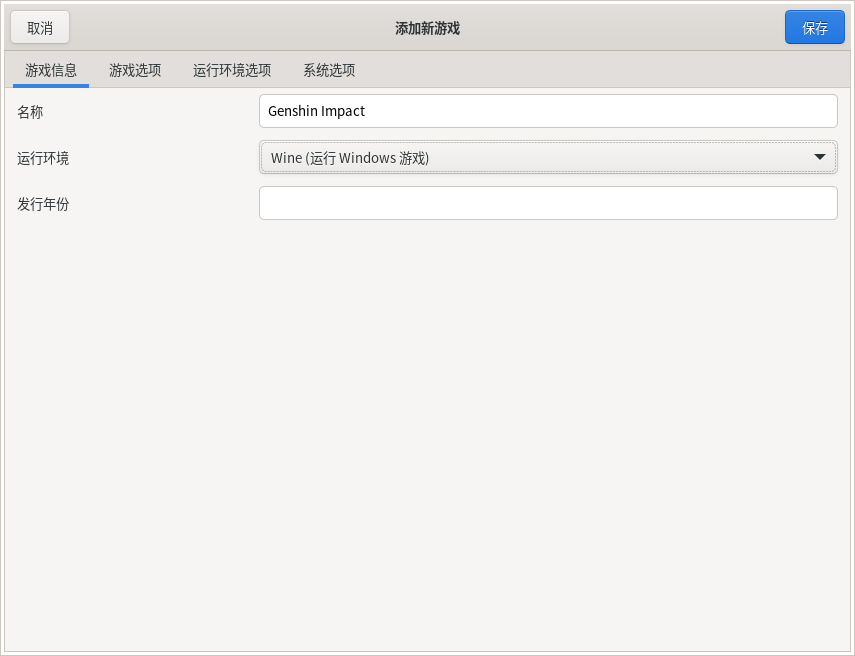 取消
添加新游戏
保存
游戏信息
游戏选项
运行环境选项
系统选项
名称
Genshin Impact
运行环境
Wine (运行 Windows 游戏)
发行年份